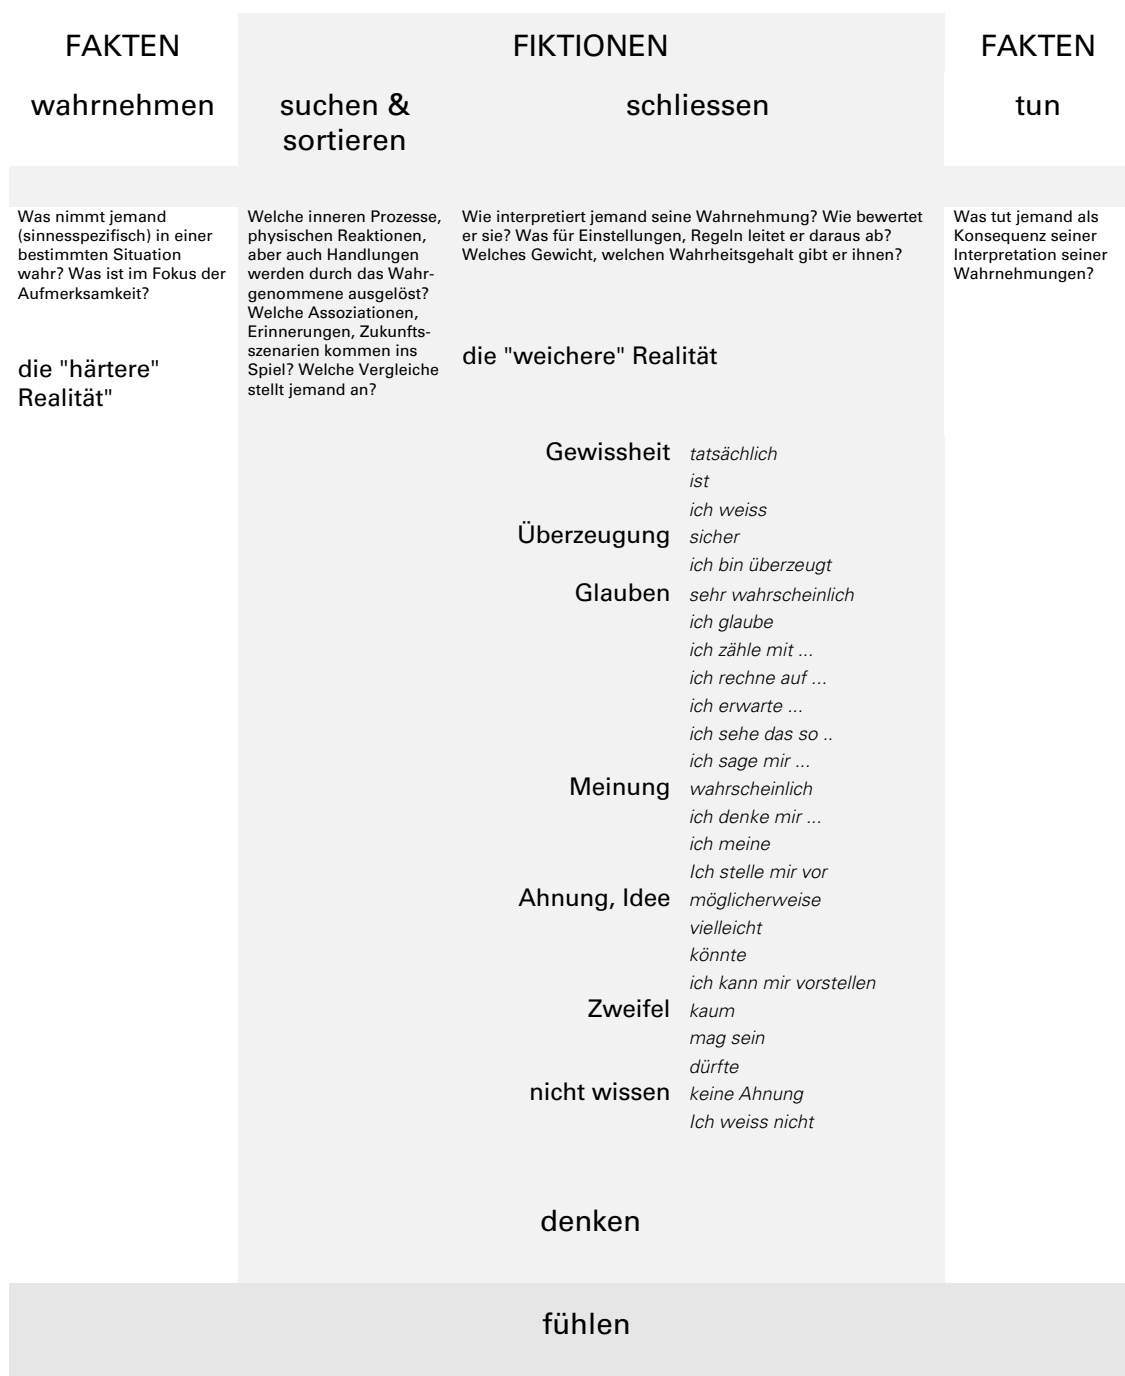 FAKTEN
FIKTIONEN
FAKTEN
wahrnehmen
suchen &
sortieren
schliessen
tun
Was nimmt jemand
(sinnesspezifisch) in einer
bestimmten Situation
wahr? Was ist im Fokus der
Aufmerksamkeit?
die "härtere"
Realität"
Welche inneren Prozesse,
physischen Reaktionen,
aber auch Handlungen
werden durch das Wahr-
genommene ausgelöst?
Welche Assoziationen,
Erinnerungen, Zukunfts-
szenarien kommen ins
Spiel? Welche Vergleiche
stellt jemand an?
Wie interpretiert jemand seine Wahrnehmung? Wie bewertet
er sie? Was für Einstellungen, Regeln leitet er daraus ab?
Welches Gewicht, welchen Wahrheitsgehalt gibt er ihnen?
die "weichere" Realität
Was tut jemand als
Konsequenz seiner
Interpretation seiner
Wahrnehmungen?
Gewissheit tatsächlich
ist
ich weiss
Überzeugung sicher
ich bin überzeugt
Glauben sehr wahrscheinlich
ich glaube
ich zähle mit ...
ich rechne auf ...
ich erwarte ...
ich sehe das so ..
ich sage mir ...
Meinung wahrscheinlich
ich denke mir ...
ich meine
Ich stelle mir vor
Ahnung, Idee möglicherweise
vielleicht
könnte
ich kann mir vorstellen
Zweifel kaum
mag sein
dürfte
nicht wissen keine Ahnung
Ich weiss nicht
denken
fühlen